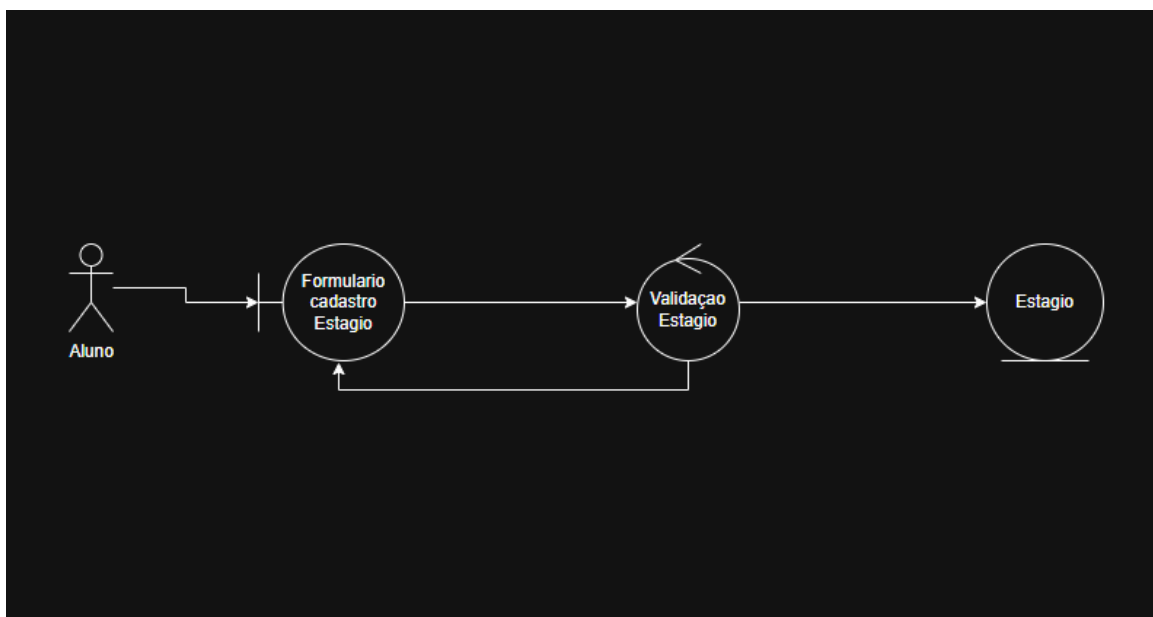 Aluno
Formulario
cadastro
Estagio
Validaçao
Estagio
Estagio